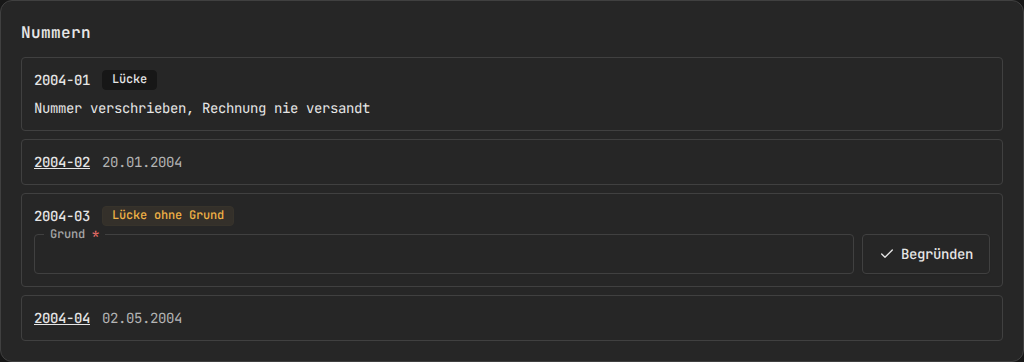 Nummern
2004-01 Lücke
Nummer verschrieben, Rechnung nie versandt
2004-02 20.01.2004
2004-03 Lücke ohne Grund
Grund *
Begründen
2004-04 02.05.2004